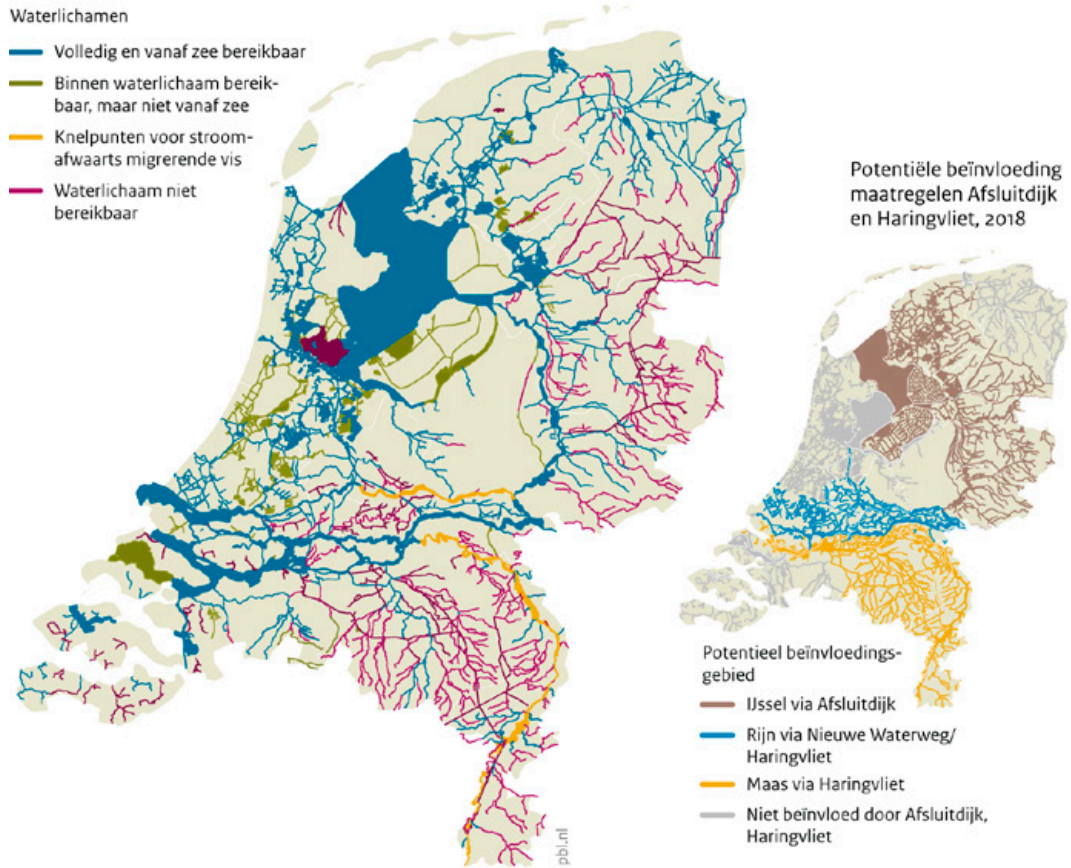 Waterlichamen
Volledig en vanaf zee bereikbaar
Binnen waterlichaam bereik-
baar, maar niet vanaf zee
Knelpunten voor stroom-
afwaarts migrerende vis
Waterlichaam niet
bereikbaar
Potentiële beïnvloeding
maatregelen Afsluitdijk
en Haringvliet, 2018
Potentieel beïnvloedings-
gebied
IJssel via Afsluitdijk
Rijn via Nieuwe Waterweg/
Haringvliet
Maas via Haringvliet
Niet beïnvloed door Afsluitdijk,
Haringvliet
pbl.nl